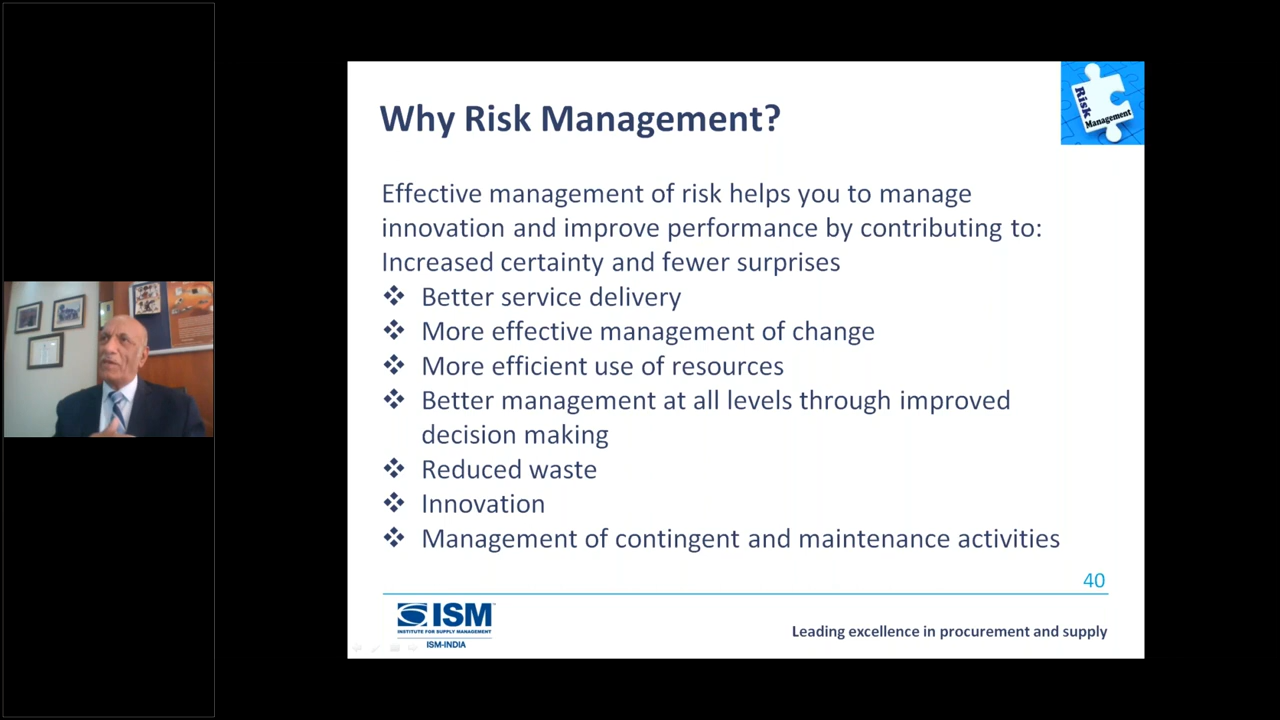 Why Risk Management?
Risk
Management
Effective management of risk helps you to manage
innovation and improve performance by contributing to:
Increased certainty and fewer surprises
❖ Better service delivery
❖ More effective management of change
❖ More efficient use of resources
❖ Better management at all levels through improved
decision making
❖ Reduced waste
❖ Innovation
❖ Management of contingent and maintenance activities
40
ISM
INSTITUTE FOR SUPPLY MANAGEMENT
ISM-INDIA
Leading excellence in procurement and supply